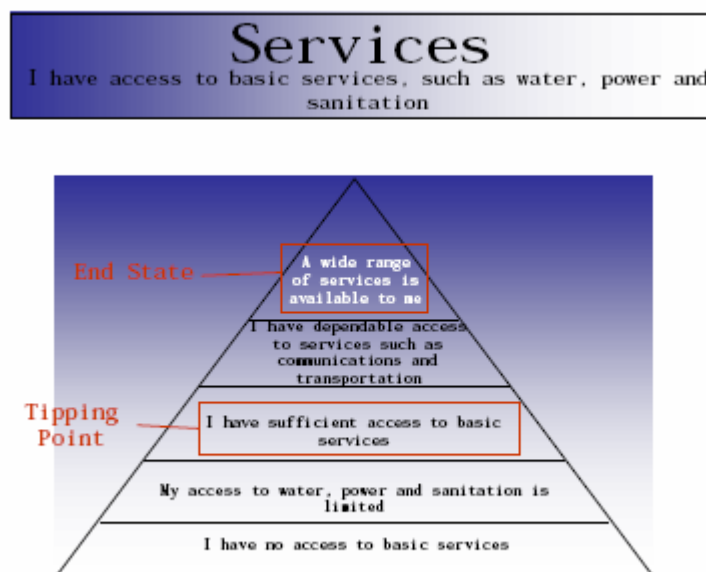 Services
I have access to basic services, such as water, power and
sanitation
End State
A wide range
of services is
available to me
I have dependable access
to services such as
communications and
transportation
Tipping
Point
I have sufficient access to basic
services
My access to water, power and sanitation is
limited
I have no access to basic services